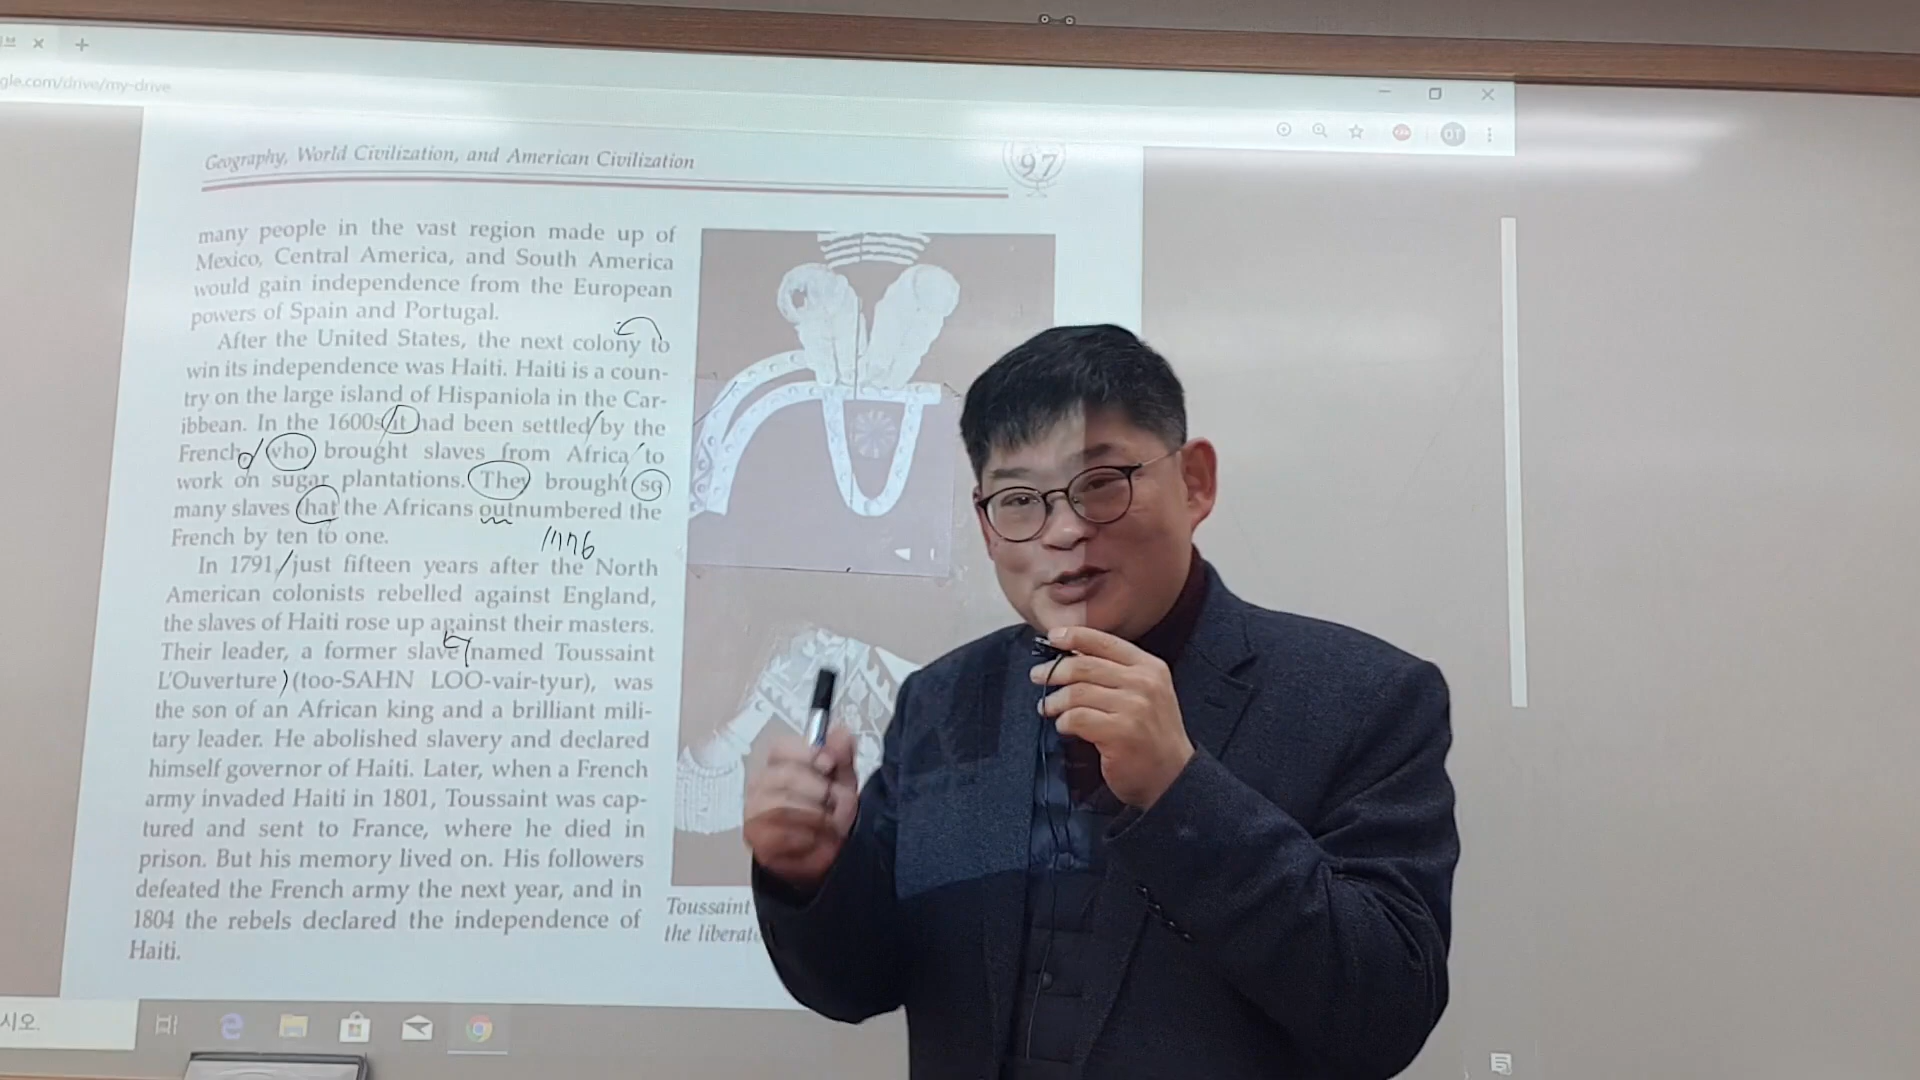 gle.com/drive/my-drive
Geography, World Civilization, and American Civilization
97
many people in the vast region made up of
Mexico, Central America, and South America
would gain independence from the European
powers of Spain and Portugal.
After the United States, the next colony to
win its independence was Haiti. Haiti is a coun-
try on the large island of Hispaniola in the Car-
ibbean. In the 1600s it had been settled by the
French, who brought slaves from Africa to
work on sugar plantations. They brought so
many slaves that the Africans outnumbered the
French by ten to one.
1776
In 1791, just fifteen years after the North
American colonists rebelled against England,
the slaves of Haiti rose up against their masters.
Their leader, a former slave named Toussaint
L'Ouverture (too-SAHN LOO-vair-tyur), was
the son of an African king and a brilliant mili-
tary leader. He abolished slavery and declared
himself governor of Haiti. Later, when a French
army invaded Haiti in 1801, Toussaint was cap-
tured and sent to France, where he died in
prison. But his memory lived on. His followers
defeated the French army the next year, and in
1804 the rebels declared the independence of
Haiti.
Toussaint
the liberato
시오.